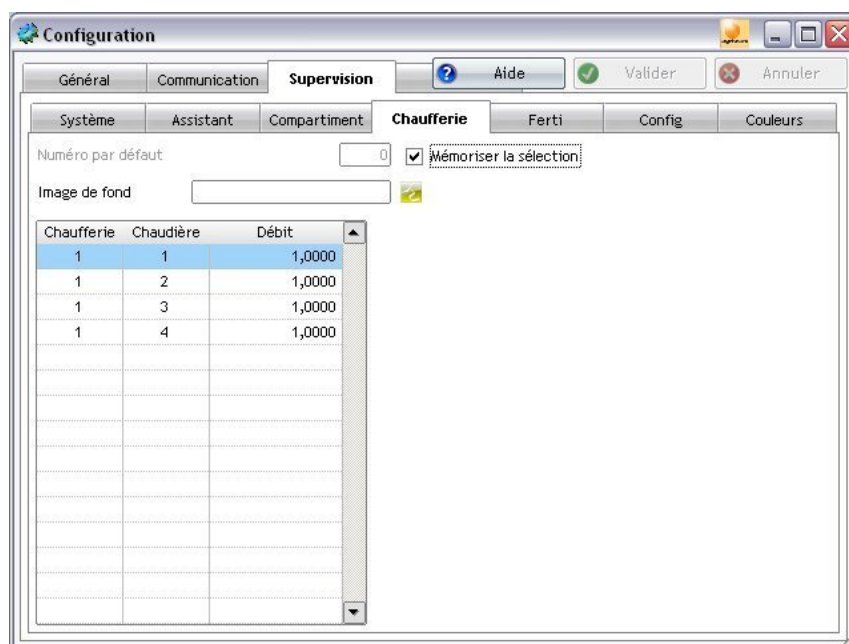 Configuration
Général Communication Supervision Aide Valider Annuler
Système Assistant Compartiment Chaufferie Ferti Config Couleurs
Numéro par défaut 0 Mémoriser la sélection
Image de fond
Chaufferie Chaudière Débit
1 1 1,0000
1 2 1,0000
1 3 1,0000
1 4 1,0000